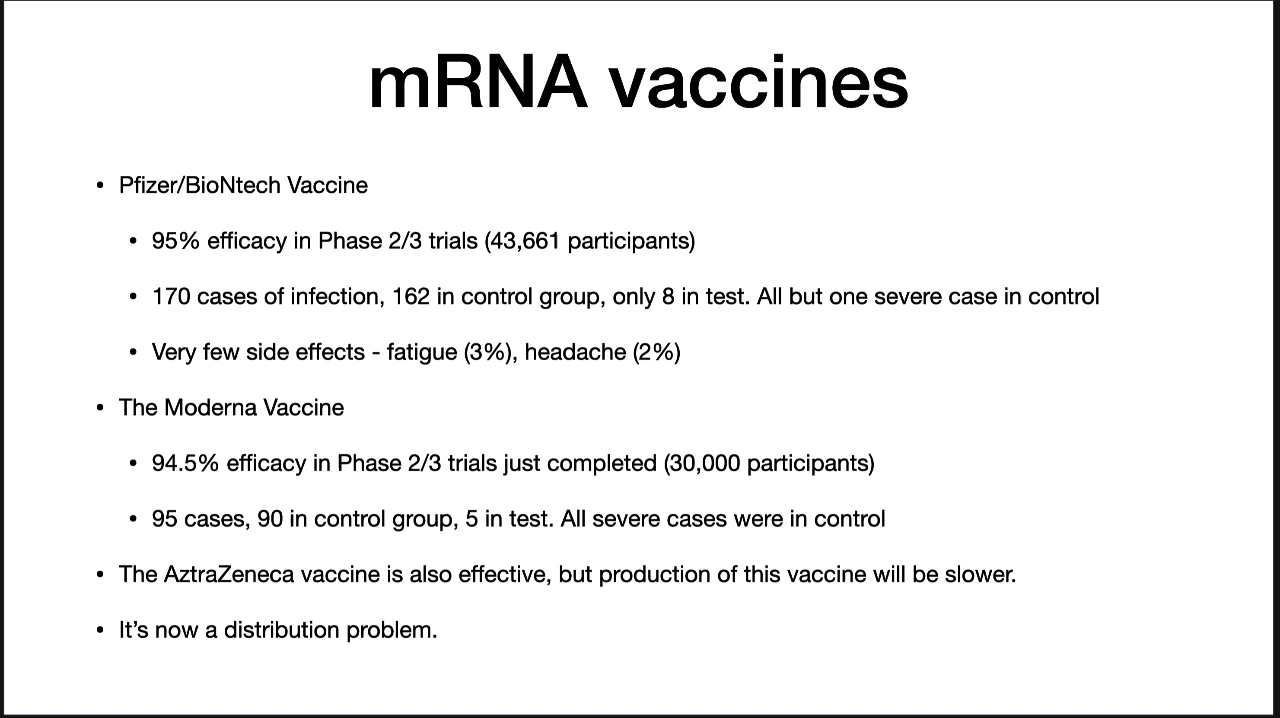 mRNA vaccines
• Pfizer/BioNtech Vaccine
• 95% efficacy in Phase 2/3 trials (43,661 participants)
• 170 cases of infection, 162 in control group, only 8 in test. All but one severe case in control
• Very few side effects - fatigue (3%), headache (2%)
• The Moderna Vaccine
• 94.5% efficacy in Phase 2/3 trials just completed (30,000 participants)
• 95 cases, 90 in control group, 5 in test. All severe cases were in control
• The AztraZeneca vaccine is also effective, but production of this vaccine will be slower.
• It’s now a distribution problem.